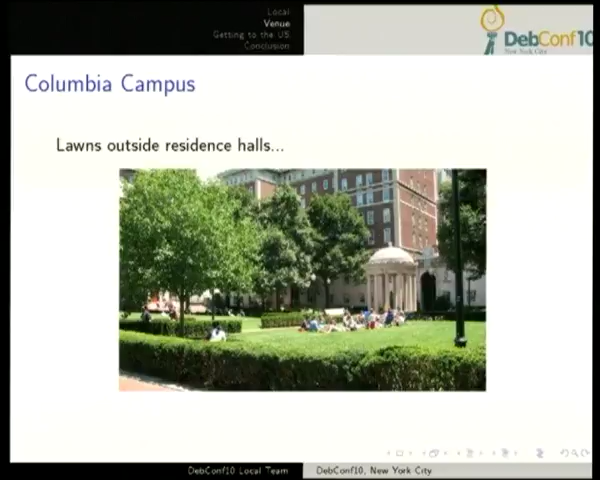 Local
Venue
Getting to the US
Conclusion
DebConf10
New York City
Columbia Campus
Lawns outside residence halls...
DebConf10 Local Team
DebConf10, New York City